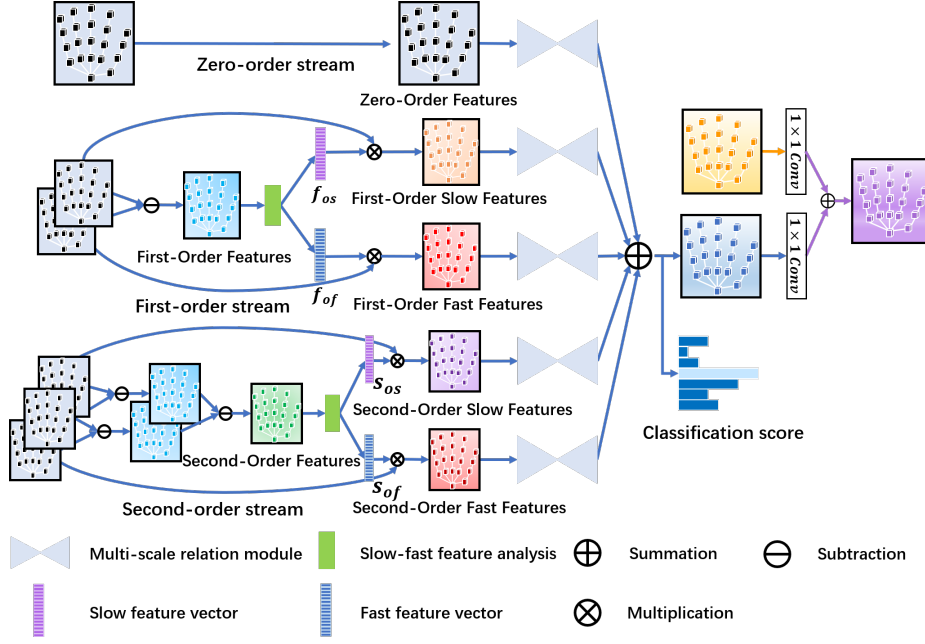 Zero-order stream
Zero-Order Features
f_os
First-Order Slow Features
First-Order Features
f_of
First-Order Fast Features
First-order stream
1 × 1 Conv
1 × 1 Conv
s_os
Second-Order Slow Features
Second-Order Features
s_of
Second-Order Fast Features
Second-order stream
Classification score
Multi-scale relation module
Slow-fast feature analysis
Summation
Subtraction
Slow feature vector
Fast feature vector
Multiplication